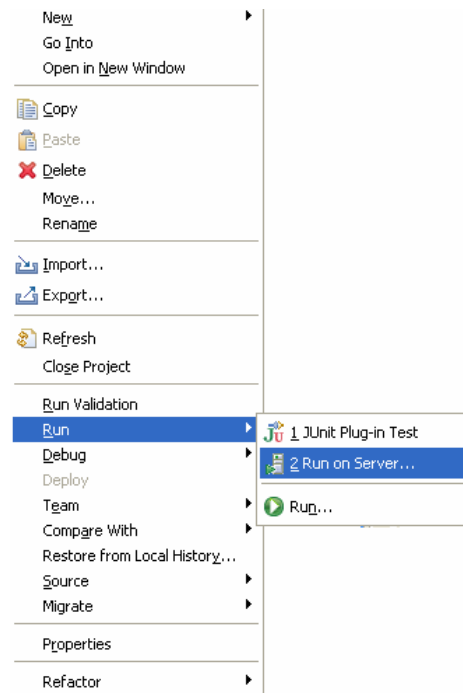 New
Go Into
Open in New Window
Copy
Paste
Delete
Move...
Rename
Import...
Export...
Refresh
Close Project
Run Validation
Run
1 JUnit Plug-in Test
Debug
2 Run on Server...
Deploy
Team
Run...
Compare With
Restore from Local History...
Source
Migrate
Properties
Refactor